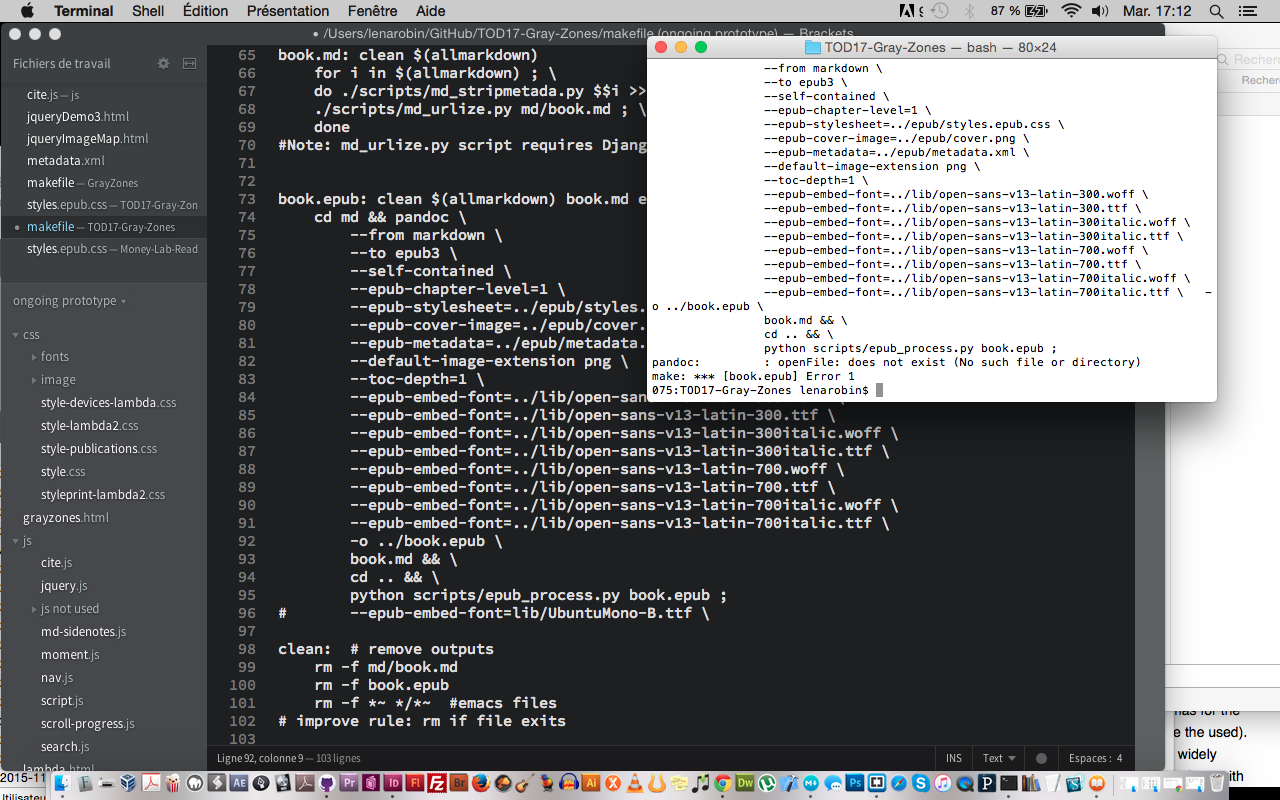 Terminal Shell Édition Présentation Fenêtre Aide 87 % Mar. 17:12
• /Users/lenarobin/GitHub/TOD17-Gray-Zones/makefile (ongoing prototype) — Brackets
Fichiers de travail
cite.js — js
jqueryDemo3.html
jqueryImageMap.html
metadata.xml
makefile — GrayZones
styles.epub.css — TOD17-Gray-Zon
• makefile — TOD17-Gray-Zones
styles.epub.css — Money-Lab-Read
ongoing prototype
css
fonts
image
style-devices-lambda.css
style-lambda2.css
style-publications.css
style.css
styleprint-lambda2.css
grayzones.html
js
cite.js
jquery.js
js not used
md-sidenotes.js
moment.js
nav.js
script.js
scroll-progress.js
search.js
lambda.html
65 book.md: clean $(allmarkdown)
66 for i in $(allmarkdown) ; \
67 do ./scripts/md_stripmetada.py $$i >>
68 ./scripts/md_urlize.py md/book.md ; \
69 done
70 #Note: md_urlize.py script requires Djang
71
72
73 book.epub: clean $(allmarkdown) book.md e
74 cd md && pandoc \
75 --from markdown \
76 --to epub3 \
77 --self-contained \
78 --epub-chapter-level=1 \
79 --epub-stylesheet=../epub/styles.
80 --epub-cover-image=../epub/cover.
81 --epub-metadata=../epub/metadata.
82 --default-image-extension png \
83 --toc-depth=1 \
84 --epub-embed-font=../lib/open-sans-v13-latin-300.woff \
85 --epub-embed-font=../lib/open-sans-v13-latin-300.ttf \
86 --epub-embed-font=../lib/open-sans-v13-latin-300italic.woff \
87 --epub-embed-font=../lib/open-sans-v13-latin-300italic.ttf \
88 --epub-embed-font=../lib/open-sans-v13-latin-700.woff \
89 --epub-embed-font=../lib/open-sans-v13-latin-700.ttf \
90 --epub-embed-font=../lib/open-sans-v13-latin-700italic.woff \
91 --epub-embed-font=../lib/open-sans-v13-latin-700italic.ttf \
92 -o ../book.epub \
93 book.md && \
94 cd .. && \
95 python scripts/epub_process.py book.epub ;
96 # --epub-embed-font=lib/UbuntuMono-B.ttf \
97
98 clean: # remove outputs
99 rm -f md/book.md
100 rm -f book.epub
101 rm -f *~ */*~ #emacs files
102 # improve rule: rm if file exits
103
Ligne 92, colonne 9 — 103 lignes INS Text Espaces : 4
TOD17-Gray-Zones — bash — 80×24
--from markdown \
--to epub3 \
--self-contained \
--epub-chapter-level=1 \
--epub-stylesheet=../epub/styles.epub.css \
--epub-cover-image=../epub/cover.png \
--epub-metadata=../epub/metadata.xml \
--default-image-extension png \
--toc-depth=1 \
--epub-embed-font=../lib/open-sans-v13-latin-300.woff \
--epub-embed-font=../lib/open-sans-v13-latin-300.ttf \
--epub-embed-font=../lib/open-sans-v13-latin-300italic.woff \
--epub-embed-font=../lib/open-sans-v13-latin-300italic.ttf \
--epub-embed-font=../lib/open-sans-v13-latin-700.woff \
--epub-embed-font=../lib/open-sans-v13-latin-700.ttf \
--epub-embed-font=../lib/open-sans-v13-latin-700italic.woff \
--epub-embed-font=../lib/open-sans-v13-latin-700italic.ttf \ -
o ../book.epub \
book.md && \
cd .. && \
python scripts/epub_process.py book.epub ;
pandoc: : openFile: does not exist (No such file or directory)
make: *** [book.epub] Error 1
075:TOD17-Gray-Zones lenarobin$
Recher
Recher
has for the
e the used).
widely
with
2015-11